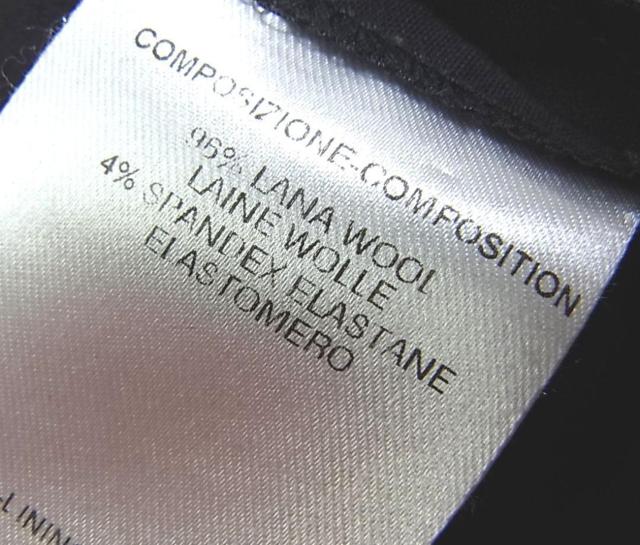 COMPOSIZIONE-COMPOSITION
96% LANA WOOL
LAINE WOLLE
4% SPANDEX ELASTANE
ELASTOMERO